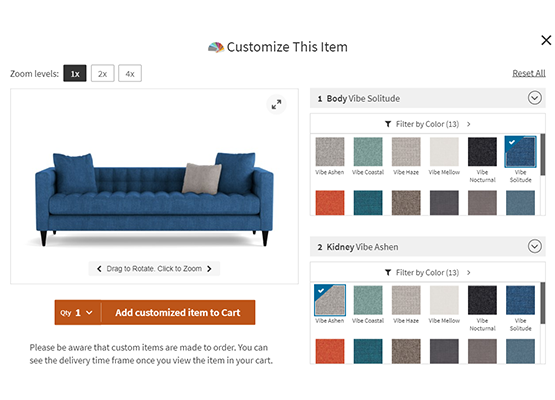 Customize This Item
Zoom levels: 1x 2x 4x
Reset All
Drag to Rotate. Click to Zoom
Qty 1 Add customized item to Cart
Please be aware that custom items are made to order. You can
see the delivery time frame once you view the item in your cart.
1 Body Vibe Solitude
Filter by Color (13)
Vibe Ashen Vibe Coastal Vibe Haze Vibe Mellow Vibe Nocturnal Vibe Solitude
2 Kidney Vibe Ashen
Filter by Color (13)
Vibe Ashen Vibe Coastal Vibe Haze Vibe Mellow Vibe Nocturnal Vibe Solitude